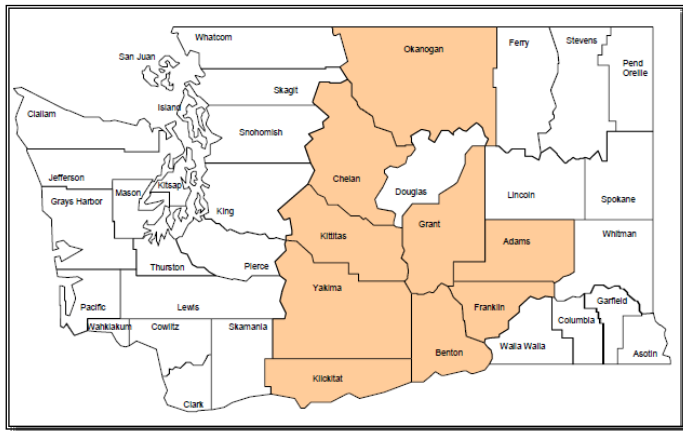 Whatcom
Okanogan
Ferry
Stevens
Pend
Oreille
San Juan
Skagit
Island
Clallam
Snohomish
Chelan
Jefferson
Kitsap
Mason
Douglas
Lincoln
Spokane
Grays Harbor
King
Grant
Kittitas
Adams
Whitman
Thurston
Pierce
Yakima
Pacific
Lewis
Franklin
Garfield
Columbia
Wahkiakum
Cowlitz
Skamania
Walla Walla
Benton
Asotin
Klickitat
Clark